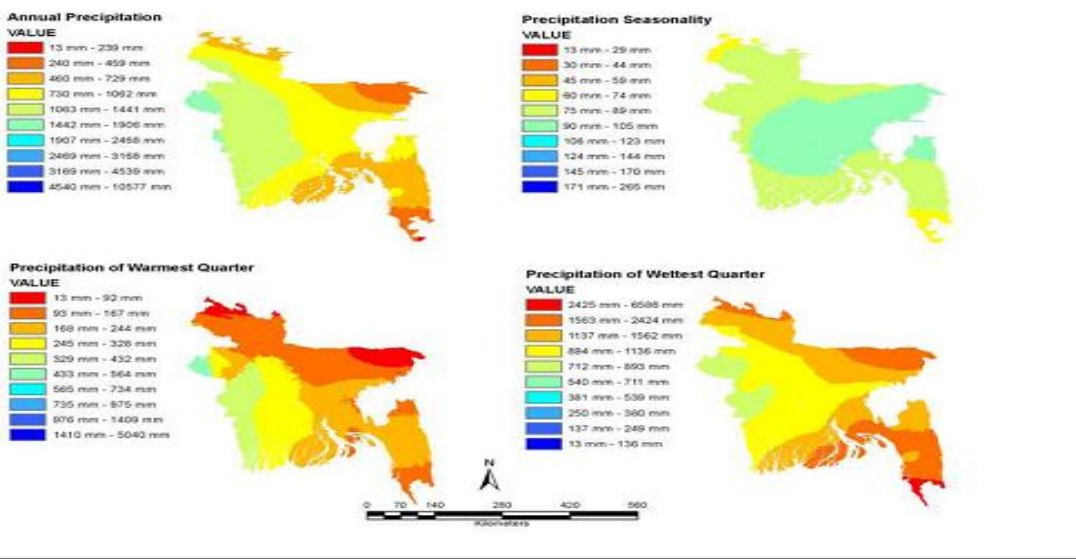 Annual Precipitation
VALUE
13 mm - 239 mm
240 mm - 459 mm
460 mm - 729 mm
730 mm - 1062 mm
1063 mm - 1441 mm
1442 mm - 1906 mm
1907 mm - 2468 mm
2469 mm - 3168 mm
3169 mm - 4539 mm
4540 mm - 10577 mm
Precipitation Seasonality
VALUE
13 mm - 29 mm
30 mm - 44 mm
45 mm - 59 mm
60 mm - 74 mm
75 mm - 89 mm
90 mm - 105 mm
106 mm - 123 mm
124 mm - 144 mm
145 mm - 170 mm
171 mm - 265 mm
Precipitation of Warmest Quarter
VALUE
13 mm - 92 mm
93 mm - 167 mm
168 mm - 244 mm
245 mm - 328 mm
329 mm - 432 mm
433 mm - 564 mm
565 mm - 734 mm
735 mm - 975 mm
976 mm - 1409 mm
1410 mm - 5040 mm
Precipitation of Wettest Quarter
VALUE
2425 mm - 6586 mm
1563 mm - 2424 mm
1137 mm - 1562 mm
894 mm - 1136 mm
712 mm - 893 mm
540 mm - 711 mm
381 mm - 539 mm
250 mm - 380 mm
137 mm - 249 mm
13 mm - 136 mm
N
0 70 140 280 420 560
Kilometers